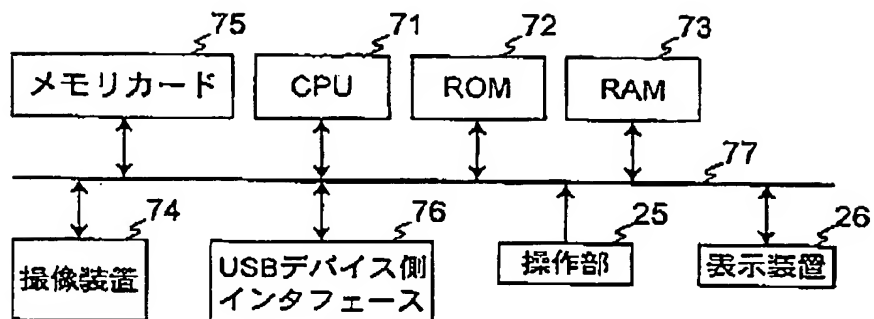 75
71
72
73
メモリカード
CPU
ROM
RAM
77
74
76
25
26
撮像装置
USBデバイス側
インタフェース
操作部
表示装置